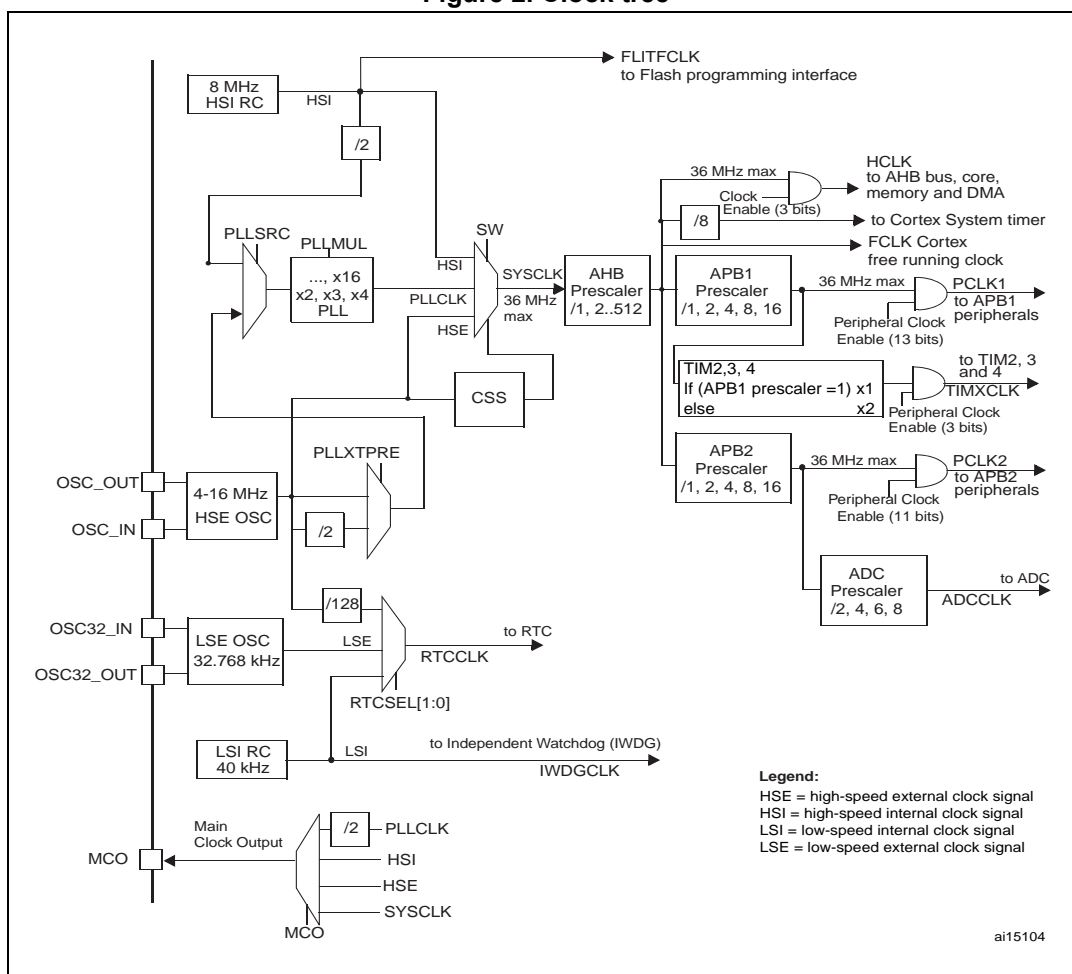 FLITFCLK
to Flash programming interface
8 MHz
HSI RC
HSI
/2
HCLK
to AHB bus, core,
memory and DMA
36 MHz max
Clock
Enable (3 bits)
/8
to Cortex System timer
FCLK Cortex
free running clock
PLLSRC
PLLMUL
..., x16
x2, x3, x4
PLL
SW
HSI
PLLCLK
HSE
SYSCLK
36 MHz
max
AHB
Prescaler
/1, 2..512
APB1
Prescaler
/1, 2, 4, 8, 16
36 MHz max
PCLK1
to APB1
peripherals
Peripheral Clock
Enable (13 bits)
TIM2,3, 4
If (APB1 prescaler =1) x1
else x2
to TIM2, 3
and 4
TIMXCLK
Peripheral Clock
Enable (3 bits)
CSS
PLLXTPRE
OSC_OUT
OSC_IN
4-16 MHz
HSE OSC
/2
APB2
Prescaler
/1, 2, 4, 8, 16
36 MHz max
PCLK2
to APB2
peripherals
Peripheral Clock
Enable (11 bits)
ADC
Prescaler
/2, 4, 6, 8
to ADC
ADCCLK
/128
OSC32_IN
OSC32_OUT
LSE OSC
32.768 kHz
LSE
to RTC
RTCCLK
RTCSEL[1:0]
LSI RC
40 kHz
LSI
to Independent Watchdog (IWDG)
IWDGCLK
Legend:
HSE = high-speed external clock signal
HSI = high-speed internal clock signal
LSI = low-speed internal clock signal
LSE = low-speed external clock signal
Main
Clock Output
MCO
/2
PLLCLK
HSI
HSE
SYSCLK
MCO
ai15104